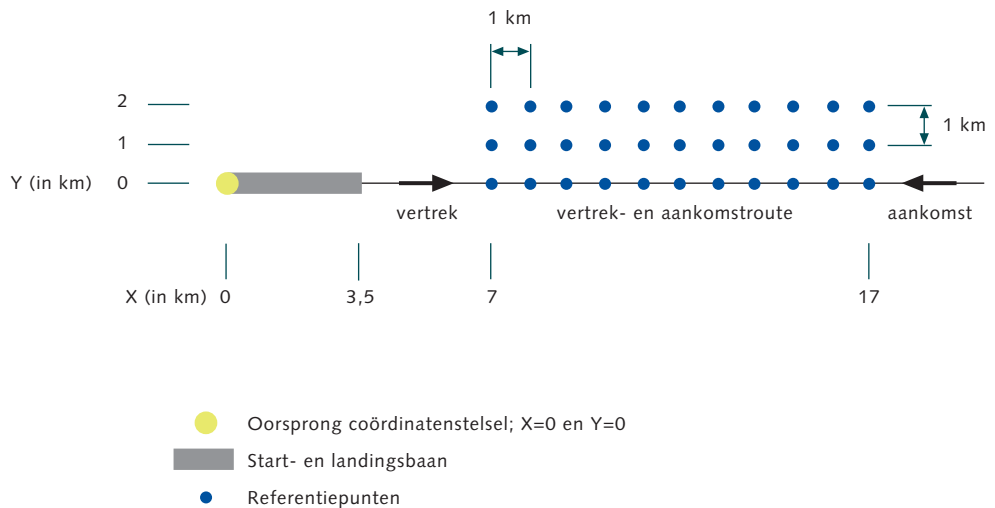 1 km
2
1
1 km
Y (in km) 0
vertrek
vertrek- en aankomstroute
aankomst
X (in km) 0 3,5 7 17
Oorsprong coördinatenstelsel; X=0 en Y=0
Start- en landingsbaan
Referentiepunten